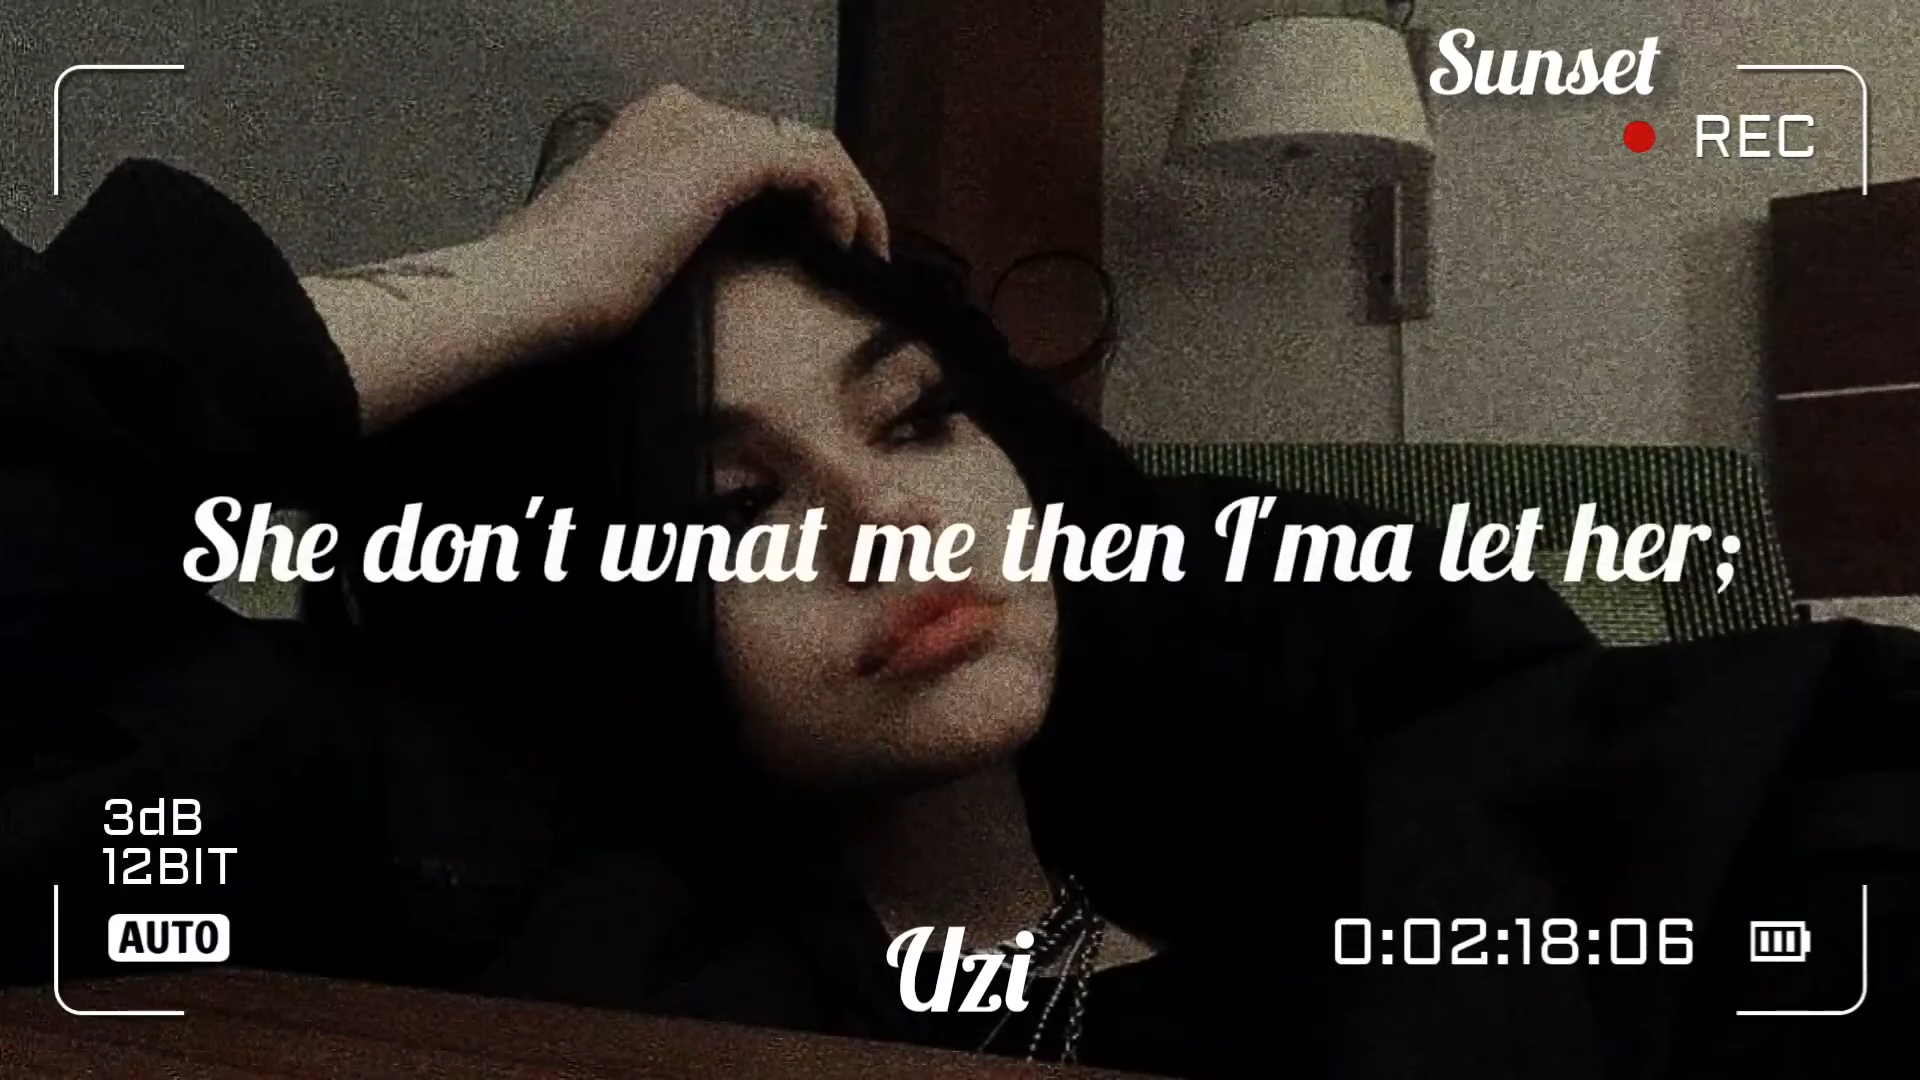 Sunset
REC
She don't wnat me then I'ma let her;
3dB
12BIT
AUTO
Uzi
0:02:18:06